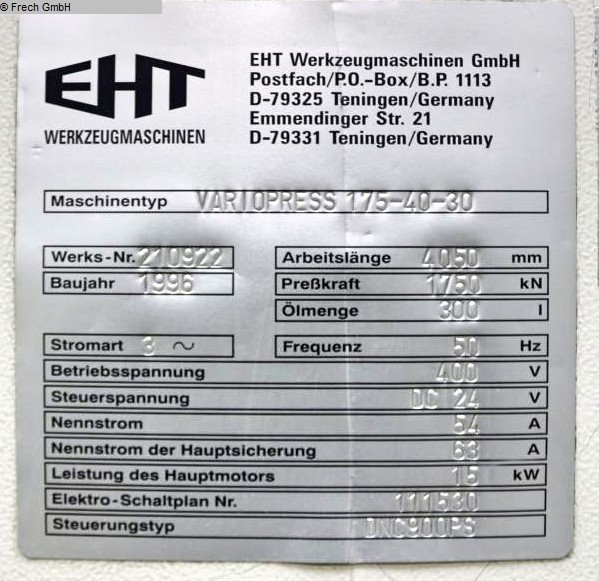 © Frech GmbH
EHT
WERKZEUGMASCHINEN
EHT Werkzeugmaschinen GmbH
Postfach/P.O.-Box/B.P. 1113
D-79325 Teningen/Germany
Emmendinger Str. 21
D-79331 Teningen/Germany
Maschinentyp VARIOPRESS 175-40-30
Werks-Nr. 210922
Baujahr 1996
Arbeitslänge 4050 mm
Preßkraft 1750 kN
Ölmenge 300 l
Stromart 3 ~
Frequenz 50 Hz
Betriebsspannung 400 V
Steuerspannung DC 24 V
Nennstrom 54 A
Nennstrom der Hauptsicherung 63 A
Leistung des Hauptmotors 15 kW
Elektro-Schaltplan Nr. 111530
Steuerungstyp DNC900PS